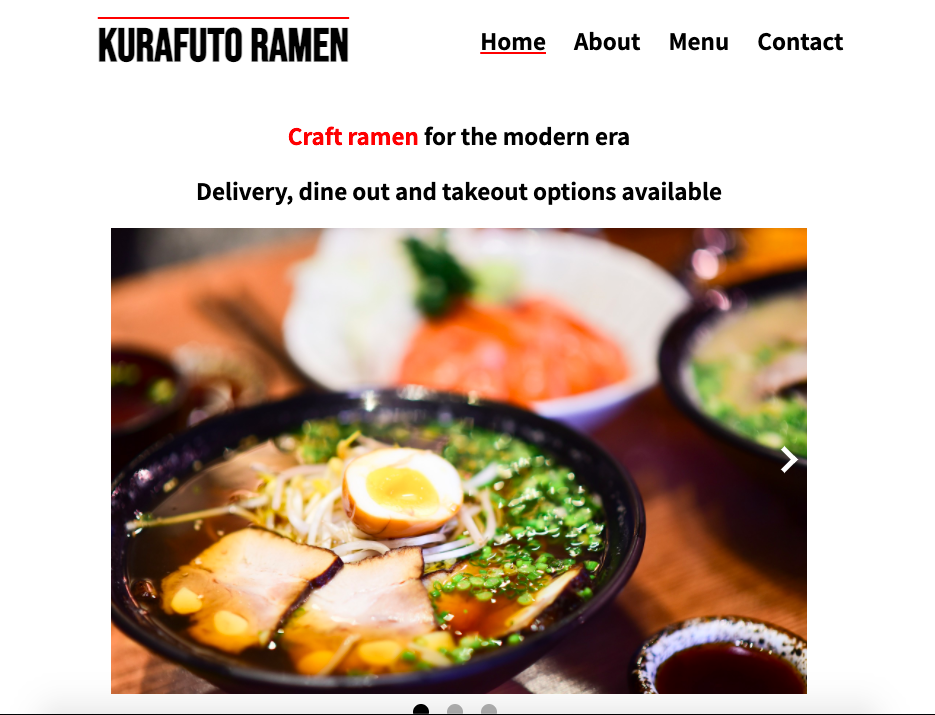 KURAFUTO RAMEN
Home About Menu Contact
Craft ramen for the modern era
Delivery, dine out and takeout options available